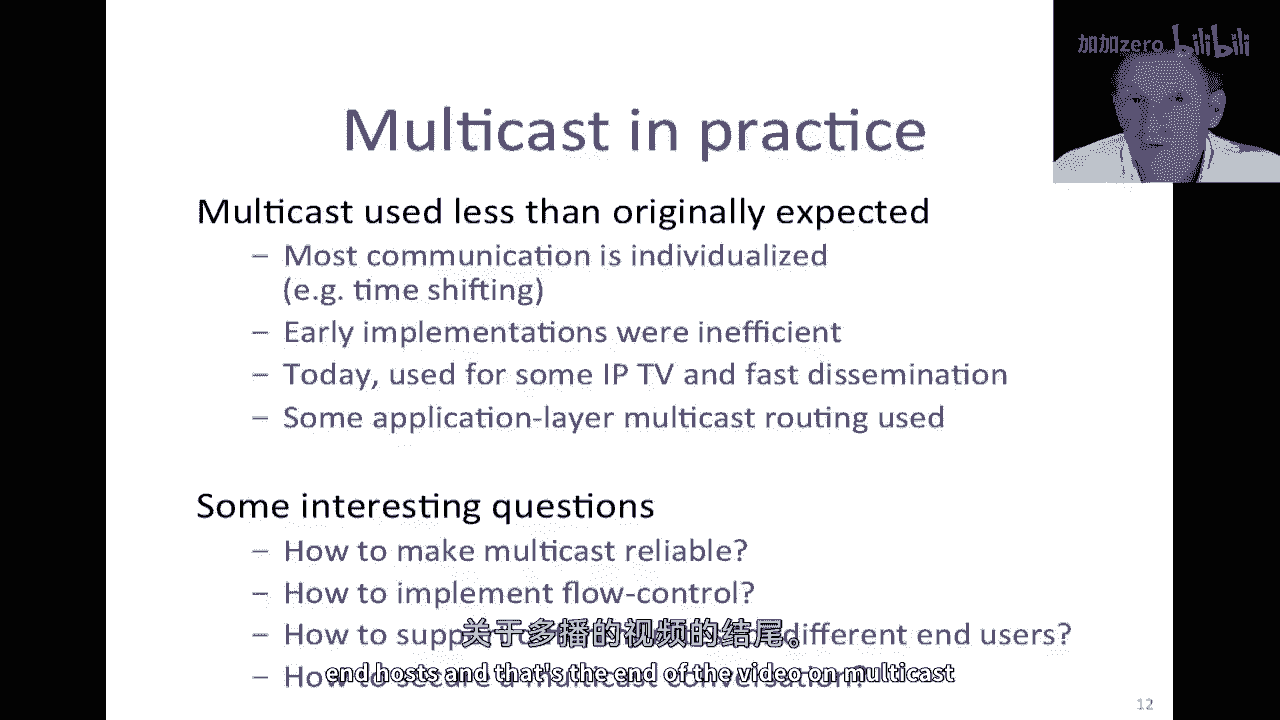 加加zero bilibili
Multicast in practice
Multicast used less than originally expected
– Most communication is individualized
(e.g. time shifting)
– Early implementations were inefficient
– Today, used for some IP TV and fast dissemination
– Some application-layer multicast routing used
Some interesting questions
– How to make multicast reliable?
– How to implement flow-control?
– How to support different end users?
关于多播的视频的结尾。
– How to secure a multicast conversation?
end hosts and that's the end of the video on multicast
12